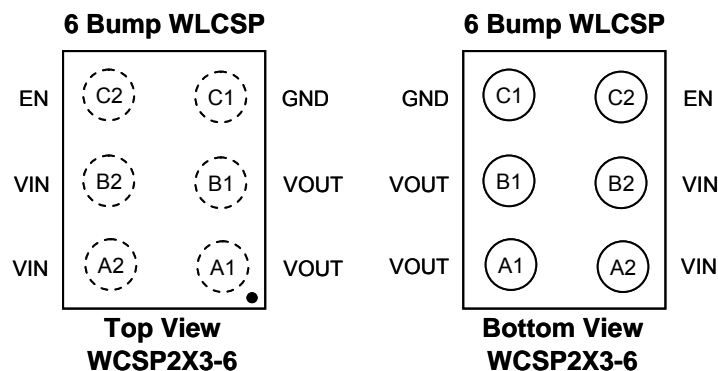 6 Bump WLCSP 6 Bump WLCSP
EN C2 C1 GND GND C1 C2 EN
VIN B2 B1 VOUT VOUT B1 B2 VIN
VIN A2 A1 VOUT VOUT A1 A2 VIN
Top View Bottom View
WCSP2X3-6 WCSP2X3-6